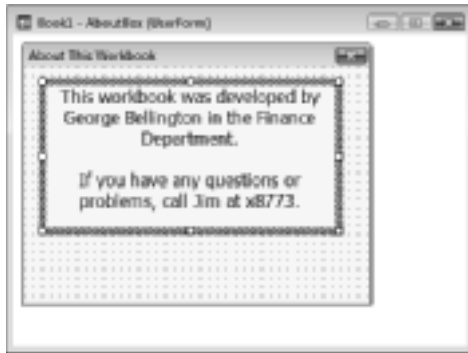 Book1 - AboutBox (UserForm)
About This Workbook
This workbook was developed by
George Bellington in the Finance
Department.
If you have any questions or
problems, call Jim at x8773.